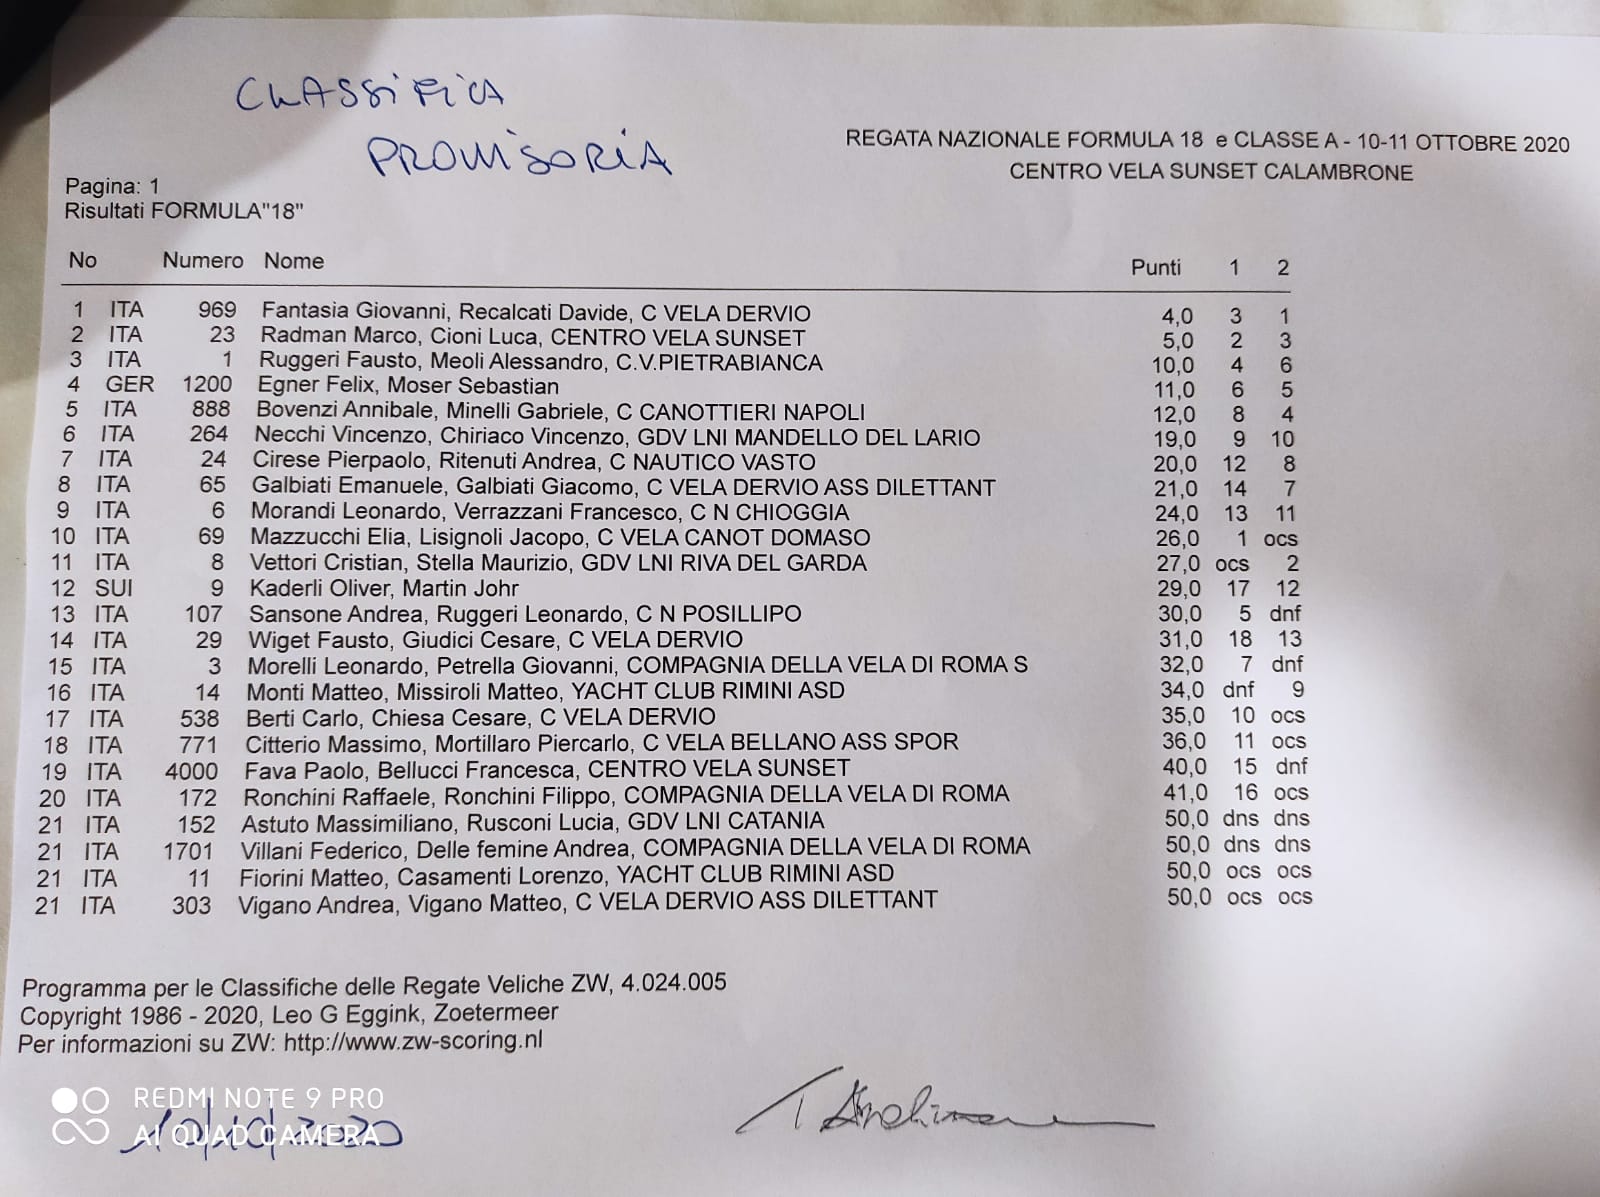 CLASSIFICA
PROVVISORIA
REGATA NAZIONALE FORMULA 18 e CLASSE A - 10-11 OTTOBRE 2020
CENTRO VELA SUNSET CALAMBRONE
Pagina: 1
Risultati FORMULA"18"
No Numero Nome Punti 1 2
1 ITA 969 Fantasia Giovanni, Recalcati Davide, C VELA DERVIO 4,0 3 1
2 ITA 23 Radman Marco, Cioni Luca, CENTRO VELA SUNSET 5,0 2 3
3 ITA 1 Ruggeri Fausto, Meoli Alessandro, C.V.PIETRABIANCA 10,0 4 6
4 GER 1200 Egner Felix, Moser Sebastian 11,0 6 5
5 ITA 888 Bovenzi Annibale, Minelli Gabriele, C CANOTTIERI NAPOLI 12,0 8 4
6 ITA 264 Necchi Vincenzo, Chiriaco Vincenzo, GDV LNI MANDELLO DEL LARIO 19,0 9 10
7 ITA 24 Cirese Pierpaolo, Ritenuti Andrea, C NAUTICO VASTO 20,0 12 8
8 ITA 65 Galbiati Emanuele, Galbiati Giacomo, C VELA DERVIO ASS DILETTANT 21,0 14 7
9 ITA 6 Morandi Leonardo, Verrazzani Francesco, C N CHIOGGIA 24,0 13 11
10 ITA 69 Mazzucchi Elia, Lisignoli Jacopo, C VELA CANOT DOMASO 26,0 1 ocs
11 ITA 8 Vettori Cristian, Stella Maurizio, GDV LNI RIVA DEL GARDA 27,0 ocs 2
12 SUI 9 Kaderli Oliver, Martin Johr 29,0 17 12
13 ITA 107 Sansone Andrea, Ruggeri Leonardo, C N POSILLIPO 30,0 5 dnf
14 ITA 29 Wiget Fausto, Giudici Cesare, C VELA DERVIO 31,0 18 13
15 ITA 3 Morelli Leonardo, Petrella Giovanni, COMPAGNIA DELLA VELA DI ROMA S 32,0 7 dnf
16 ITA 14 Monti Matteo, Missiroli Matteo, YACHT CLUB RIMINI ASD 34,0 dnf 9
17 ITA 538 Berti Carlo, Chiesa Cesare, C VELA DERVIO 35,0 10 ocs
18 ITA 771 Citterio Massimo, Mortillaro Piercarlo, C VELA BELLANO ASS SPOR 36,0 11 ocs
19 ITA 4000 Fava Paolo, Bellucci Francesca, CENTRO VELA SUNSET 40,0 15 dnf
20 ITA 172 Ronchini Raffaele, Ronchini Filippo, COMPAGNIA DELLA VELA DI ROMA 41,0 16 ocs
21 ITA 152 Astuto Massimiliano, Rusconi Lucia, GDV LNI CATANIA 50,0 dns dns
21 ITA 1701 Villani Federico, Delle femine Andrea, COMPAGNIA DELLA VELA DI ROMA 50,0 dns dns
21 ITA 11 Fiorini Matteo, Casamenti Lorenzo, YACHT CLUB RIMINI ASD 50,0 ocs ocs
21 ITA 303 Vigano Andrea, Vigano Matteo, C VELA DERVIO ASS DILETTANT 50,0 ocs ocs
Programma per le Classifiche delle Regate Veliche ZW, 4.024.005
Copyright 1986 - 2020, Leo G Eggink, Zoetermeer
Per informazioni su ZW: http://www.zw-scoring.nl
REDMI NOTE 9 PRO
AI QUAD CAMERA